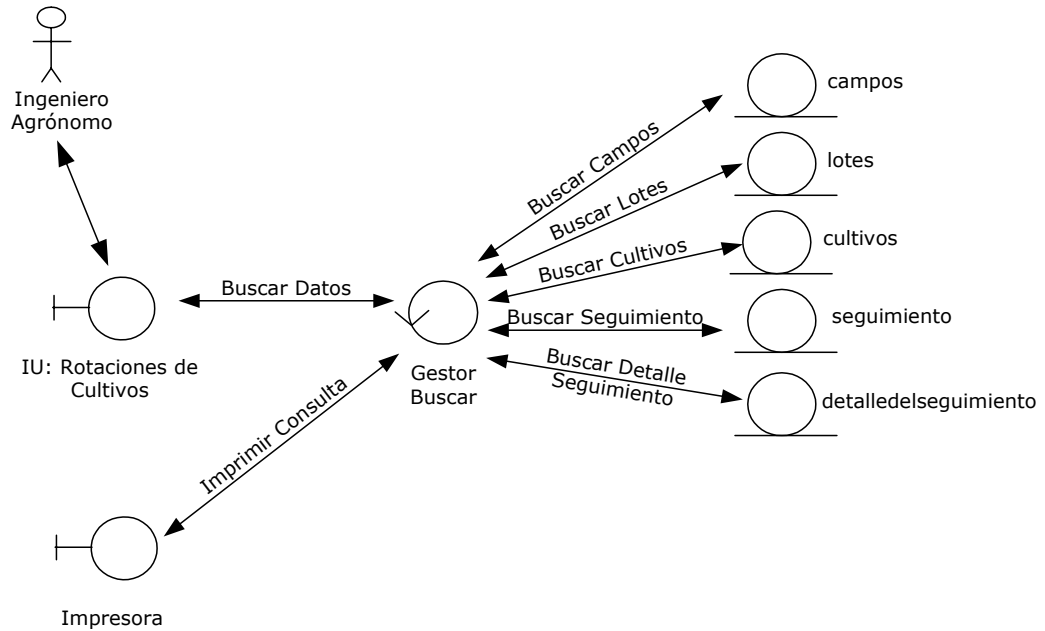 Ingeniero
Agrónomo
campos
Buscar Campos
lotes
Buscar Lotes
cultivos
Buscar Cultivos
Buscar Datos
Buscar Seguimiento
seguimiento
IU: Rotaciones de
Cultivos
Gestor
Buscar
Buscar Detalle
Seguimiento
detalledelseguimiento
Imprimir Consulta
Impresora